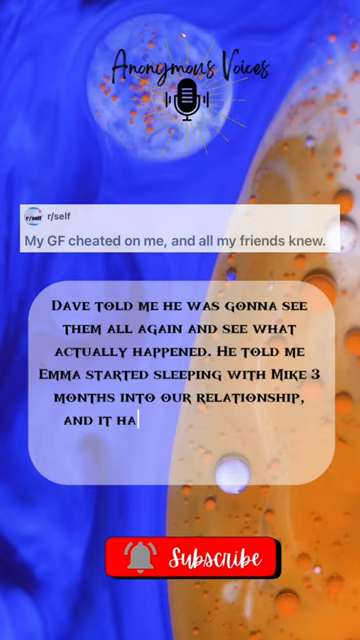 Anonymous Voices
r/self r/self
My GF cheated on me, and all my friends knew.
Dave told me he was gonna see
them all again and see what
actually happened. He told me
Emma started sleeping with Mike 3
months into our relationship,
and it ha
Subscribe